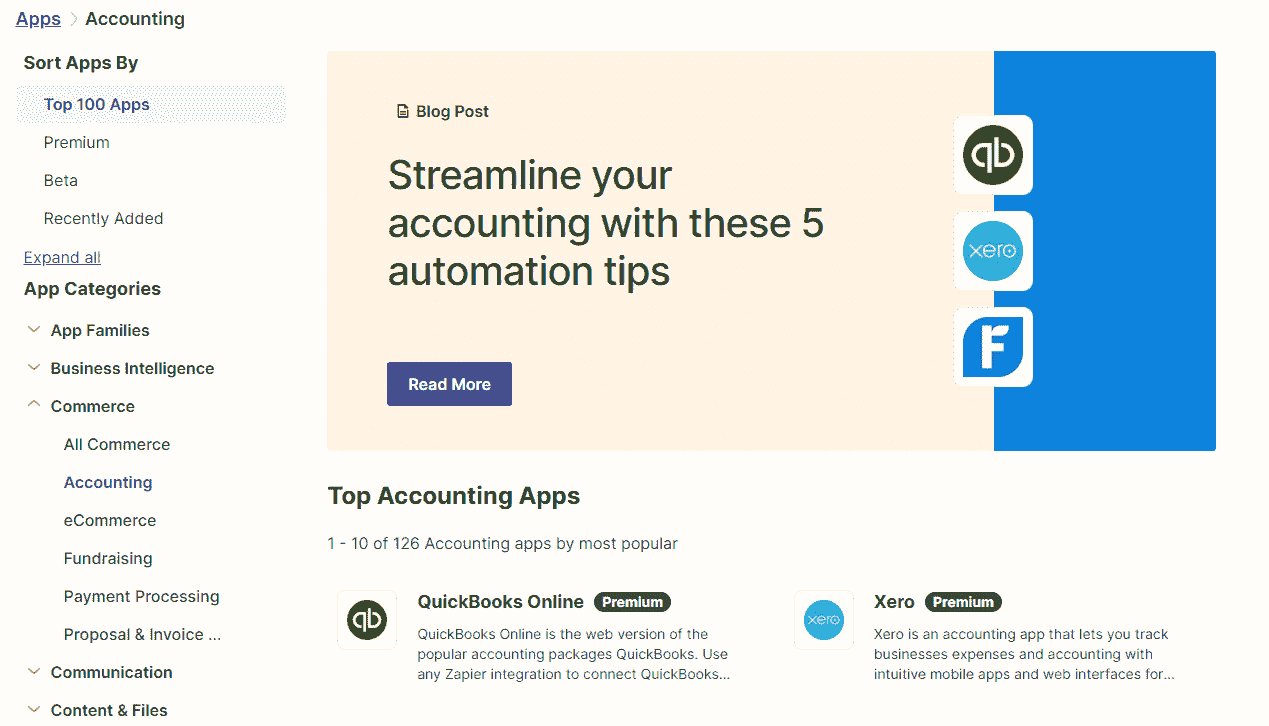 Apps > Accounting
Sort Apps By
Top 100 Apps
Premium
Beta
Recently Added
Expand all
App Categories
App Families
Business Intelligence
Commerce
All Commerce
Accounting
eCommerce
Fundraising
Payment Processing
Proposal & Invoice ...
Communication
Content & Files
Blog Post
Streamline your
accounting with these 5
automation tips
Read More
qb
xero
F
Top Accounting Apps
1 - 10 of 126 Accounting apps by most popular
qb
QuickBooks Online Premium
QuickBooks Online is the web version of the
popular accounting packages QuickBooks. Use
any Zapier integration to connect QuickBooks...
xero
Xero Premium
Xero is an accounting app that lets you track
businesses expenses and accounting with
intuitive mobile apps and web interfaces for...